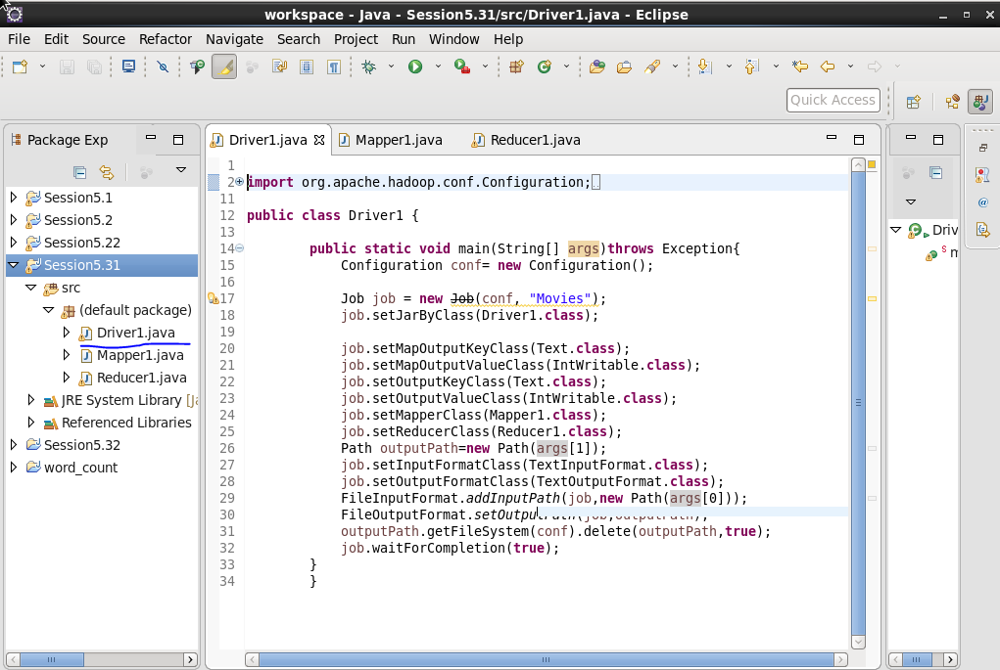 workspace - Java - Session5.31/src/Driver1.java - Eclipse
File Edit Source Refactor Navigate Search Project Run Window Help
Quick Access
Package Exp
Session5.1
Session5.2
Session5.22
Session5.31
src
(default package)
Driver1.java
Mapper1.java
Reducer1.java
JRE System Library
Referenced Libraries
Session5.32
word_count
Driver1.java Mapper1.java Reducer1.java
1
2 import org.apache.hadoop.conf.Configuration;
11
12 public class Driver1 {
13
14 public static void main(String[] args)throws Exception{
15 Configuration conf= new Configuration();
16
17 Job job = new Job(conf, "Movies");
18 job.setJarByClass(Driver1.class);
19
20 job.setMapOutputKeyClass(Text.class);
21 job.setMapOutputValueClass(IntWritable.class);
22 job.setOutputKeyClass(Text.class);
23 job.setOutputValueClass(IntWritable.class);
24 job.setMapperClass(Mapper1.class);
25 job.setReducerClass(Reducer1.class);
26 Path outputPath=new Path(args[1]);
27 job.setInputFormatClass(TextInputFormat.class);
28 job.setOutputFormatClass(TextOutputFormat.class);
29 FileInputFormat.addInputPath(job,new Path(args[0]));
30 FileOutputFormat.setOutputPath(job,outputPath);
31 outputPath.getFileSystem(conf).delete(outputPath,true);
32 job.waitForCompletion(true);
33 }
34 }
Driv
S m